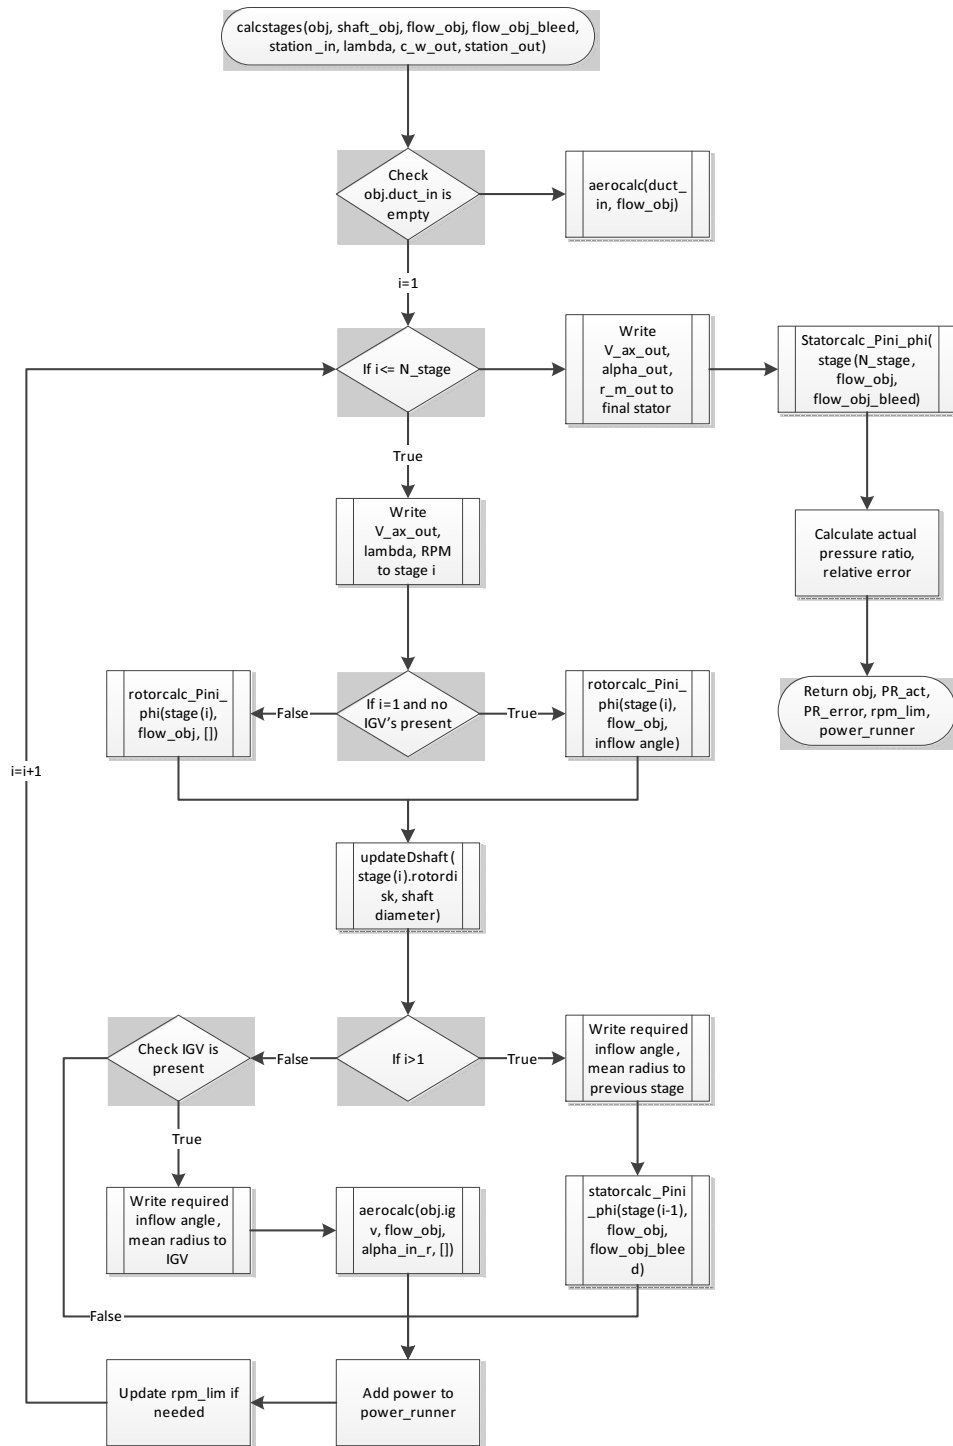 calcstages(obj, shaft_obj, flow_obj, flow_obj_bleed,
station_in, lambda, c_w_out, station_out)
Check
obj.duct_in is
empty
aerocalc(duct_
in, flow_obj)
i=1
If i<= N_stage
Write
V_ax_out,
alpha_out,
r_m_out to
final stator
Statorcalc_Pini_phi(
stage(N_stage,
flow_obj,
flow_obj_bleed)
True
Write
V_ax_out,
lambda, RPM
to stage i
Calculate actual
pressure ratio,
relative error
rotorcalc_Pini_
phi(stage(i),
flow_obj, [])
False
If i=1 and no
IGV's present
True
rotorcalc_Pini_
phi(stage(i),
flow_obj,
inflow angle)
Return obj, PR_act,
PR_error, rpm_lim,
power_runner
i=i+1
updateDshaft(
stage(i).rotordi
sk, shaft
diameter)
Check IGV is
present
False
If i>1
True
Write required
inflow angle,
mean radius to
previous stage
True
Write required
inflow angle,
mean radius to
IGV
aerocalc(obj.ig
v, flow_obj,
alpha_in_r, [])
statorcalc_Pini
_phi(stage(i-1),
flow_obj,
flow_obj_blee
d)
False
Update rpm_lim if
needed
Add power to
power_runner